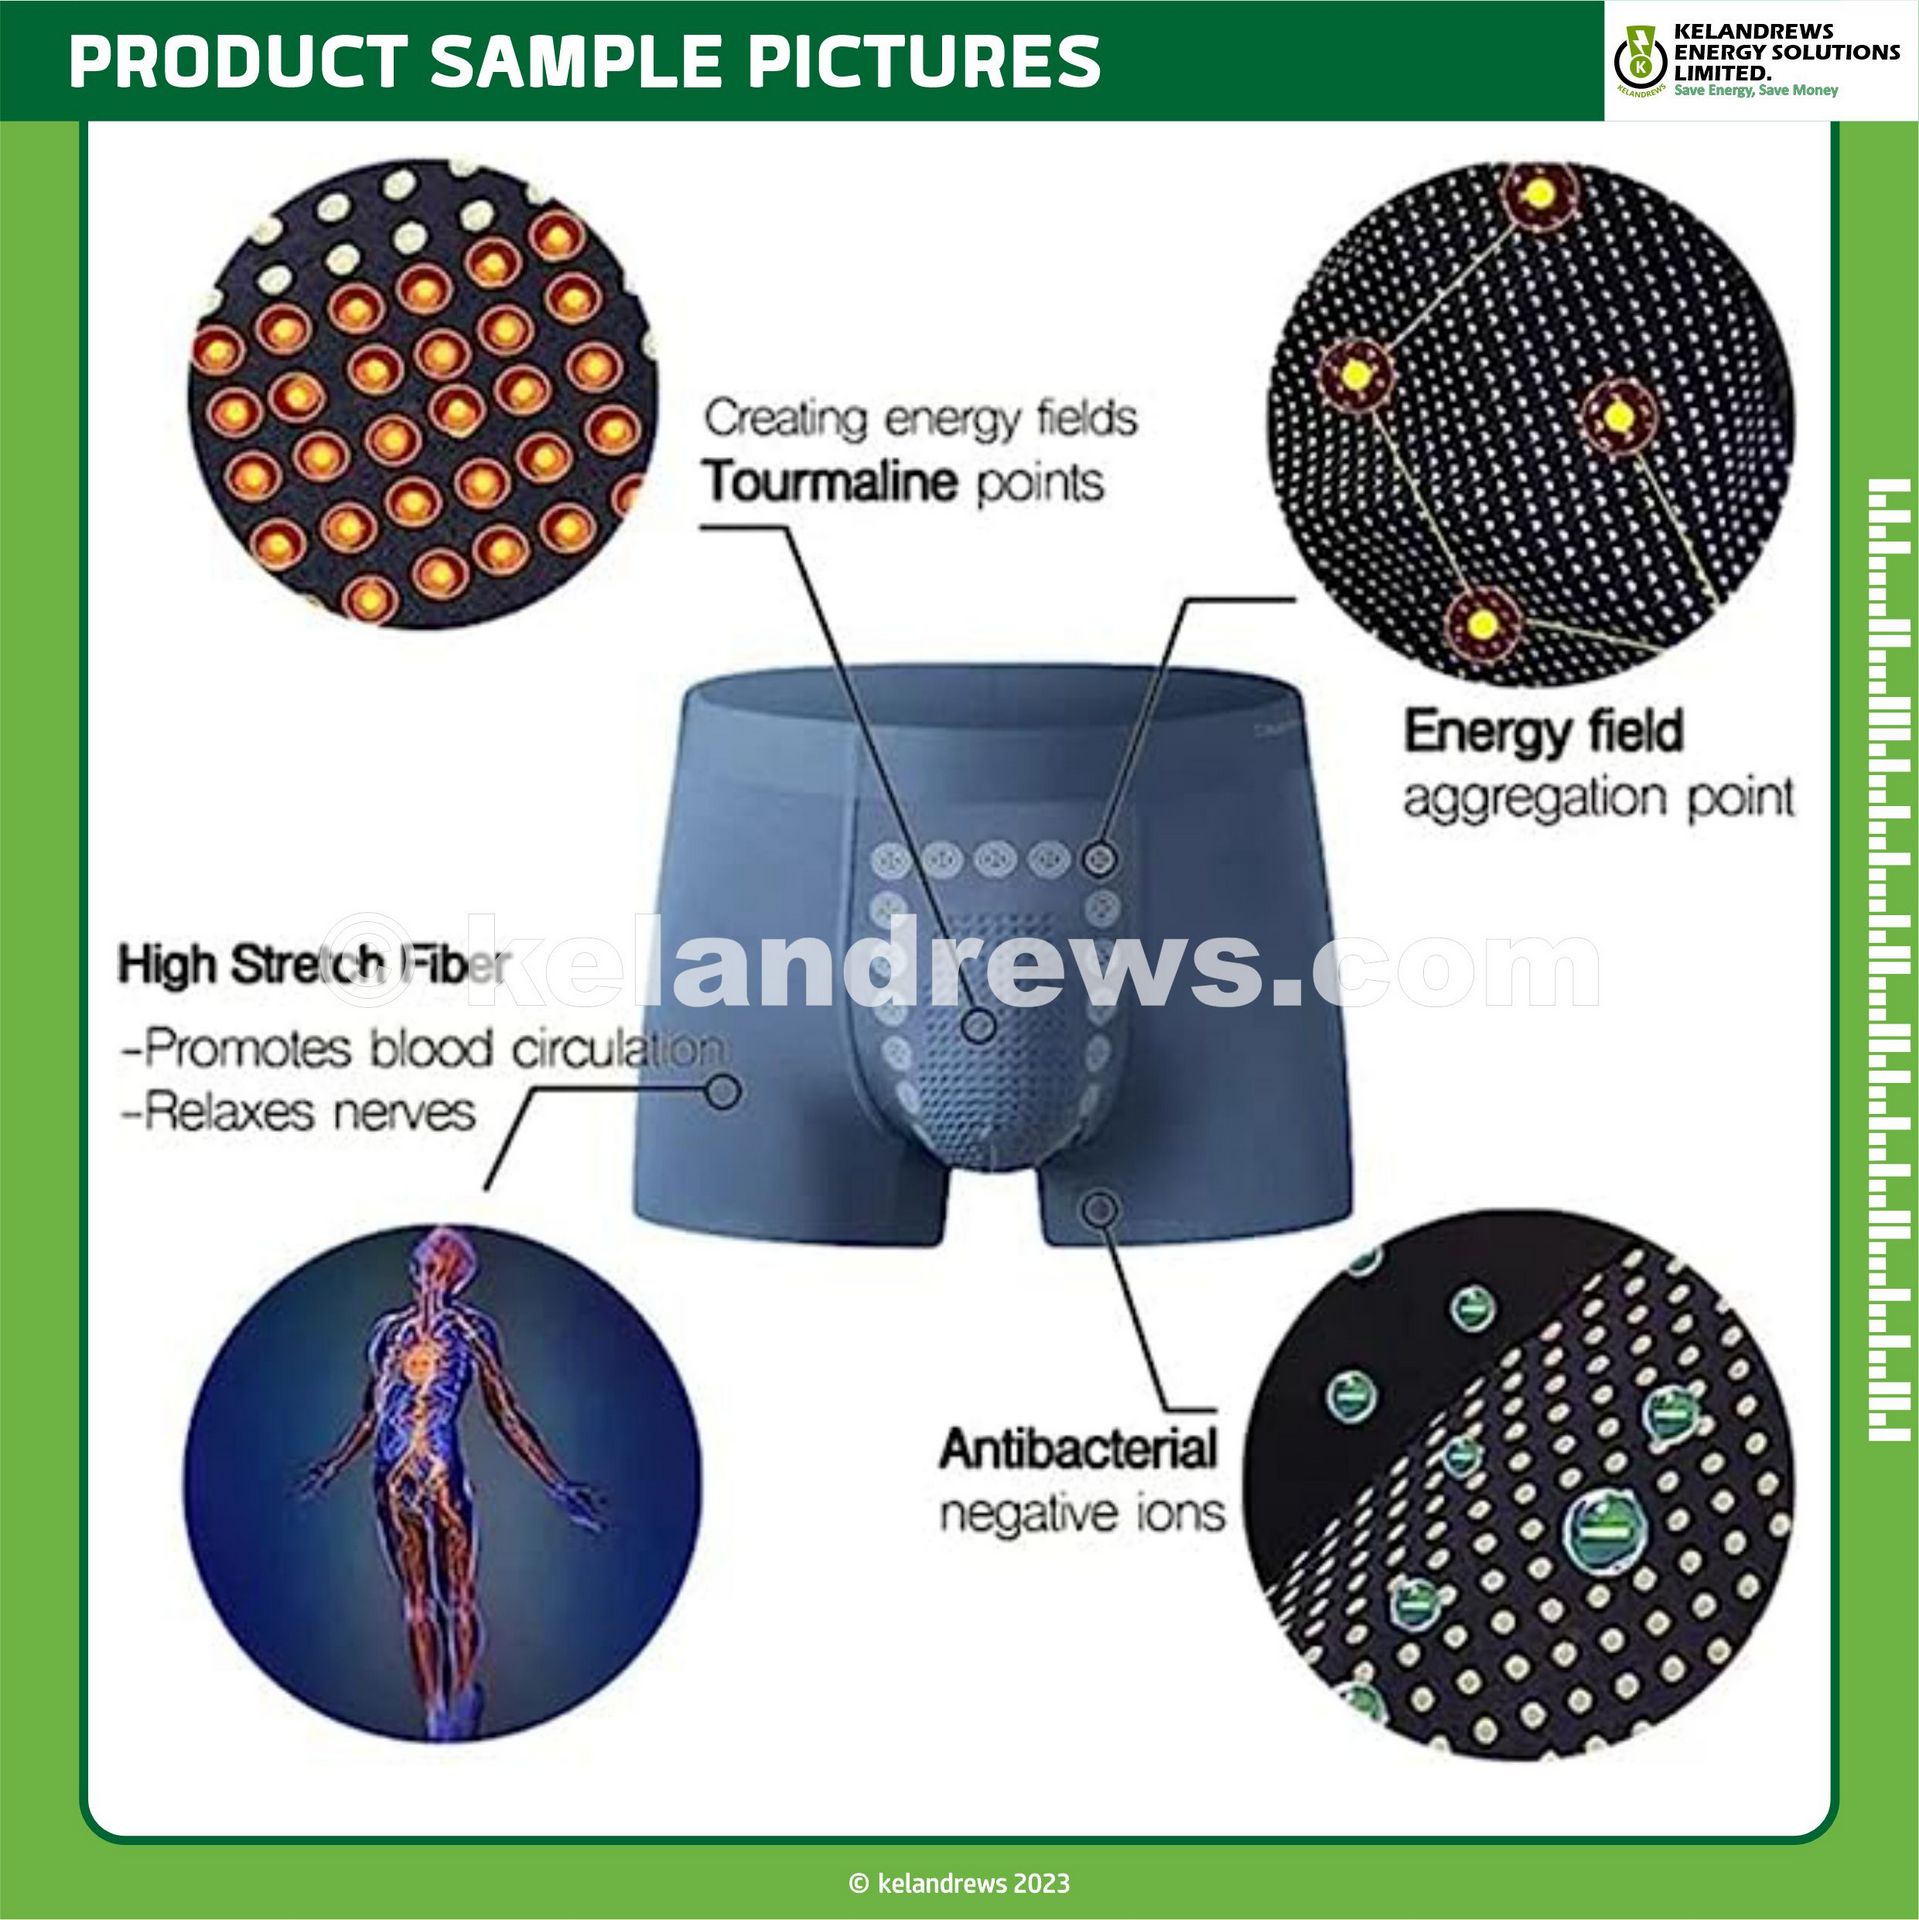 PRODUCT SAMPLE PICTURES
KELANDREWS
ENERGY SOLUTIONS
LIMITED.
Save Energy, Save Money
K
KELANDREWS
Creating energy fields
Tourmaline points
Energy field
aggregation point
High Stretch Fiber
-Promotes blood circulation
-Relaxes nerves
© kelandrews.com
Antibacterial
negative ions
© kelandrews 2023